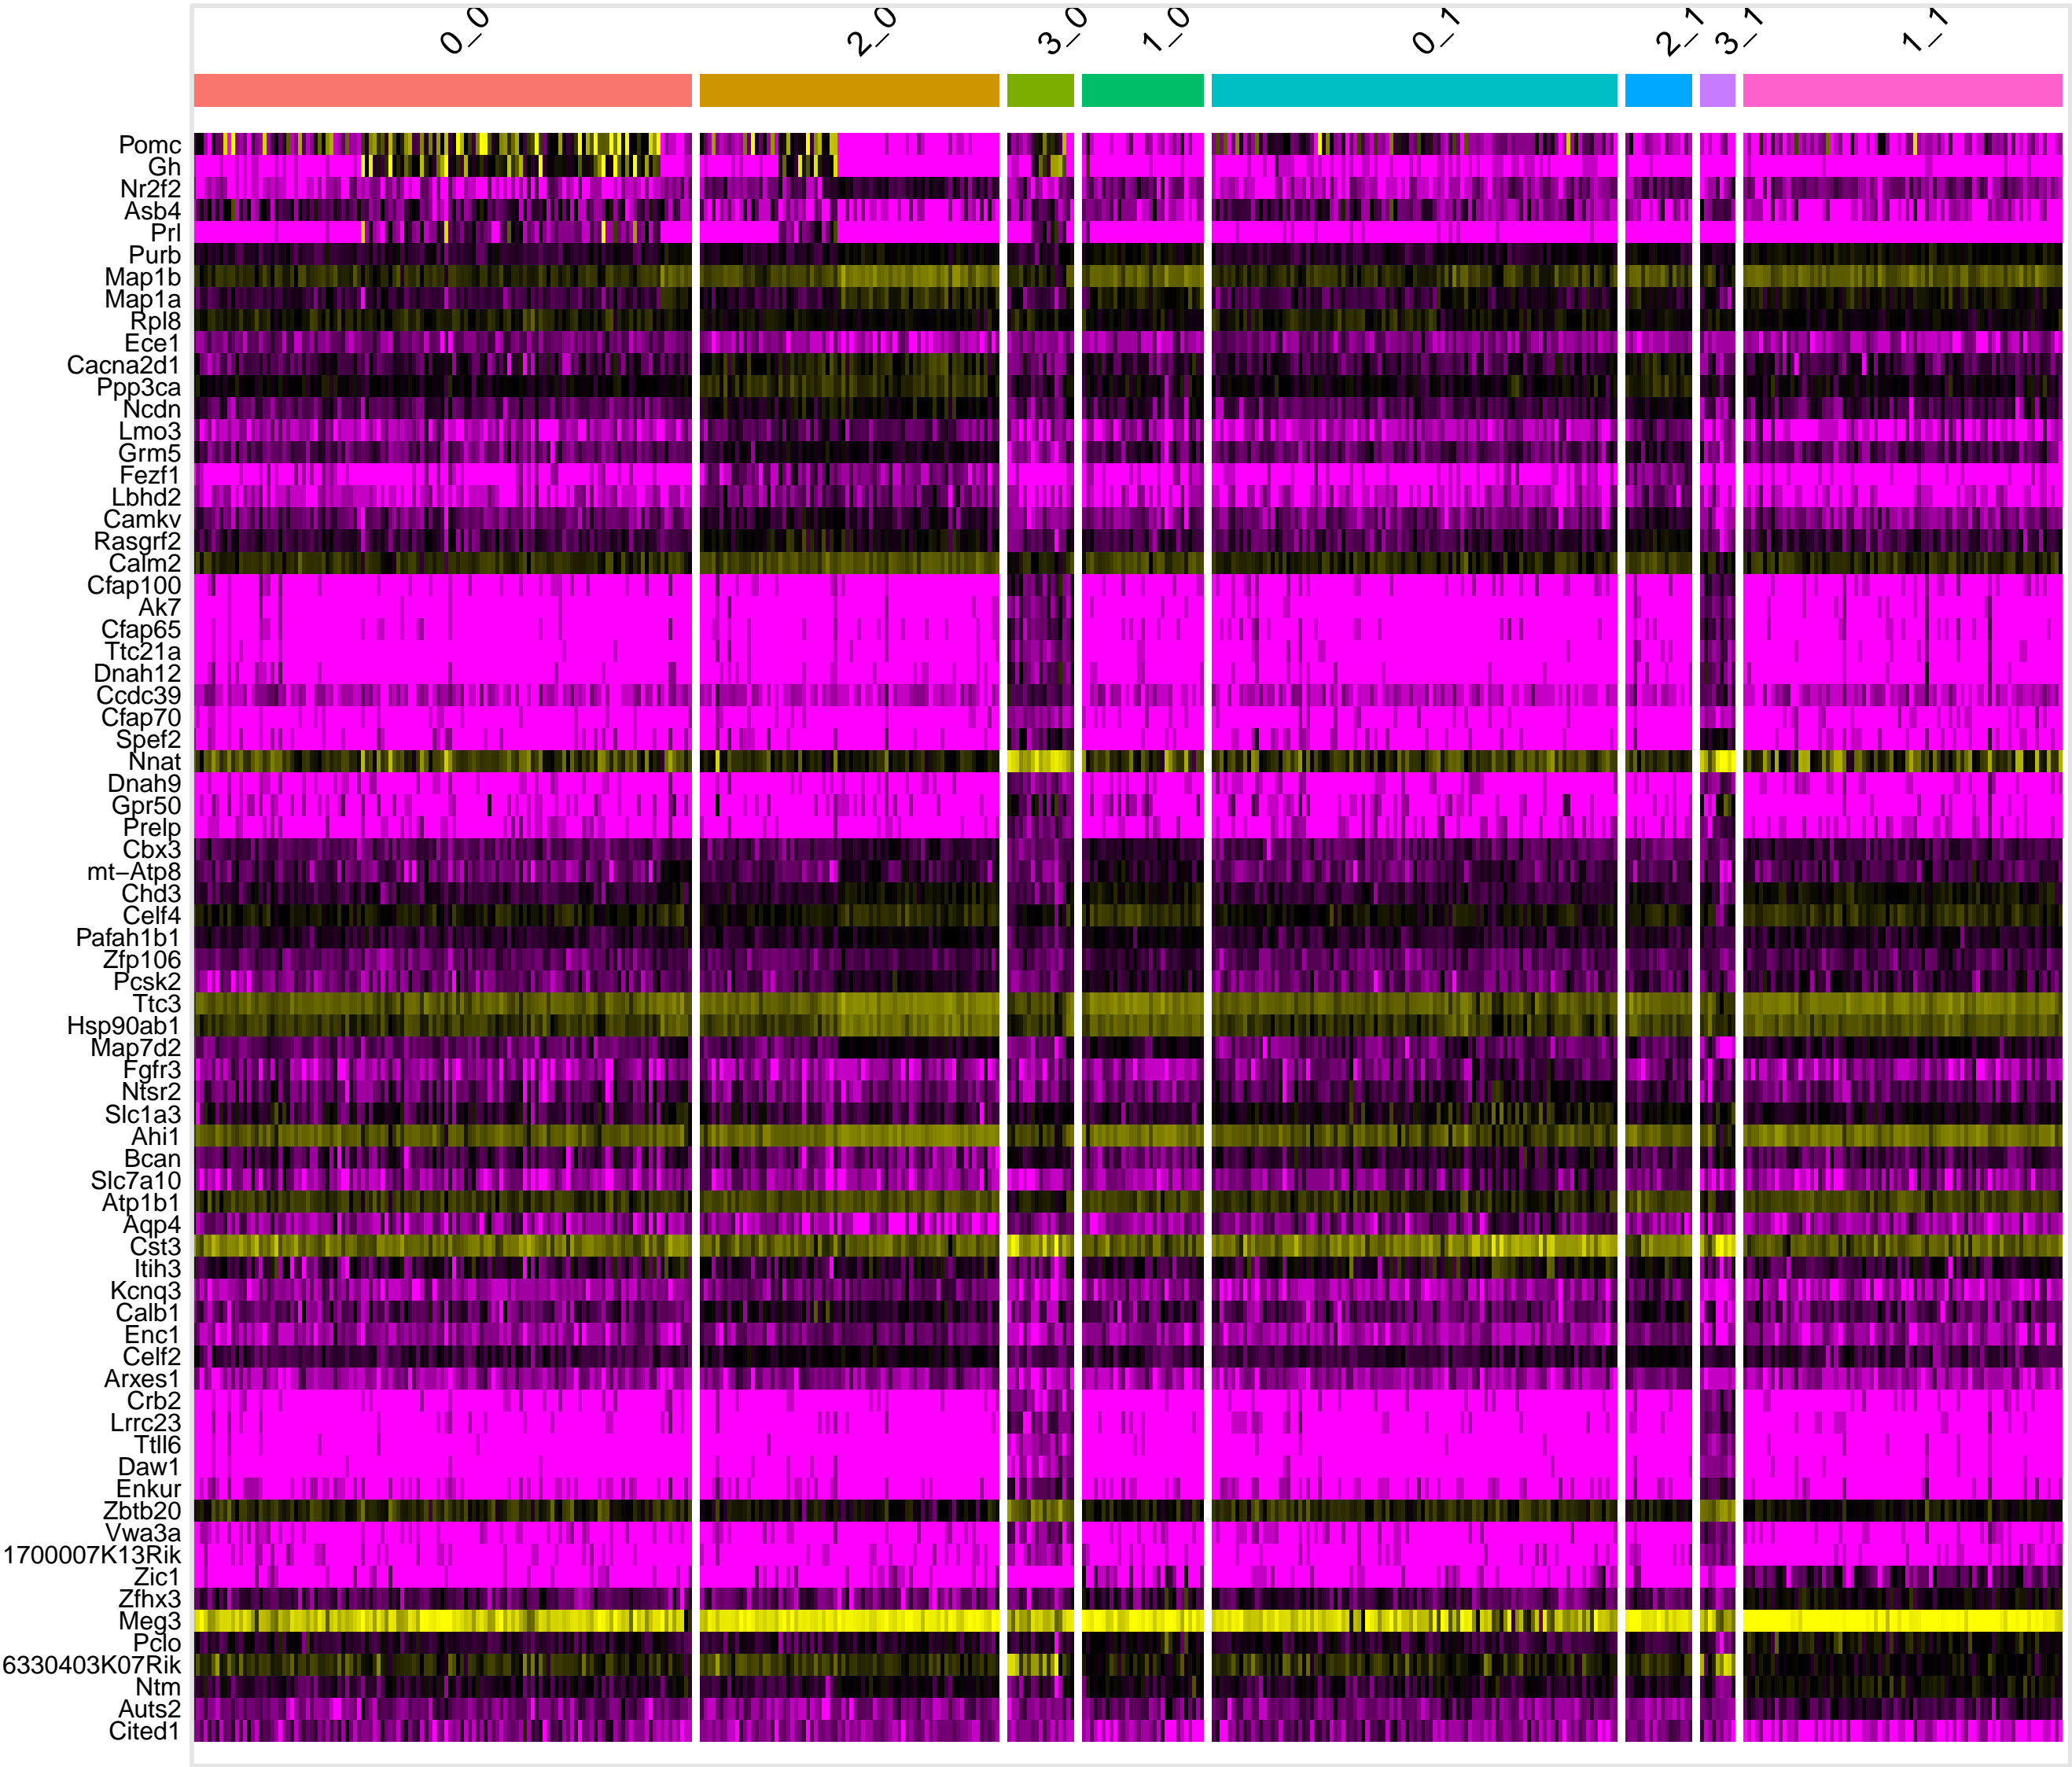 0_0 2_0 3_0 1_0 0_1 2_1 3_1 1_1
Pomc
Gh
Nr2f2
Asb4
Prl
Purb
Map1b
Map1a
Rpl8
Ece1
Cacna2d1
Ppp3ca
Ncdn
Lmo3
Grm5
Fezf1
Lbhd2
Camkv
Rasgrf2
Calm2
Cfap100
Ak7
Cfap65
Ttc21a
Dnah12
Ccdc39
Cfap70
Spef2
Nnat
Dnah9
Gpr50
Prelp
Cbx3
mt−Atp8
Chd3
Celf4
Pafah1b1
Zfp106
Pcsk2
Ttc3
Hsp90ab1
Map7d2
Fgfr3
Ntsr2
Slc1a3
Ahi1
Bcan
Slc7a10
Atp1b1
Aqp4
Cst3
Itih3
Kcnq3
Calb1
Enc1
Celf2
Arxes1
Crb2
Lrrc23
Ttll6
Daw1
Enkur
Zbtb20
Vwa3a
1700007K13Rik
Zic1
Zfhx3
Meg3
Pclo
6330403K07Rik
Ntm
Auts2
Cited1